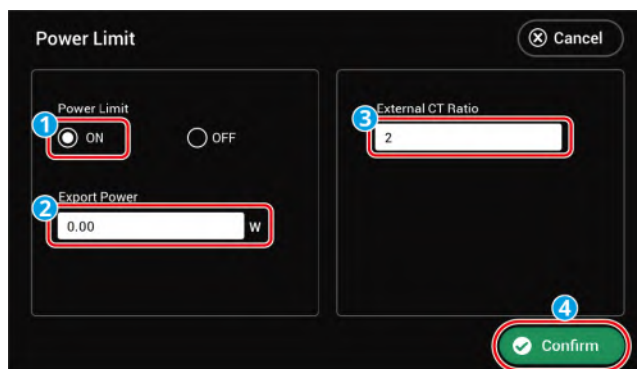 Power Limit
Cancel
Power Limit
1
ON
OFF
2
Export Power
0.00
W
3
External CT Ratio
2
4
Confirm